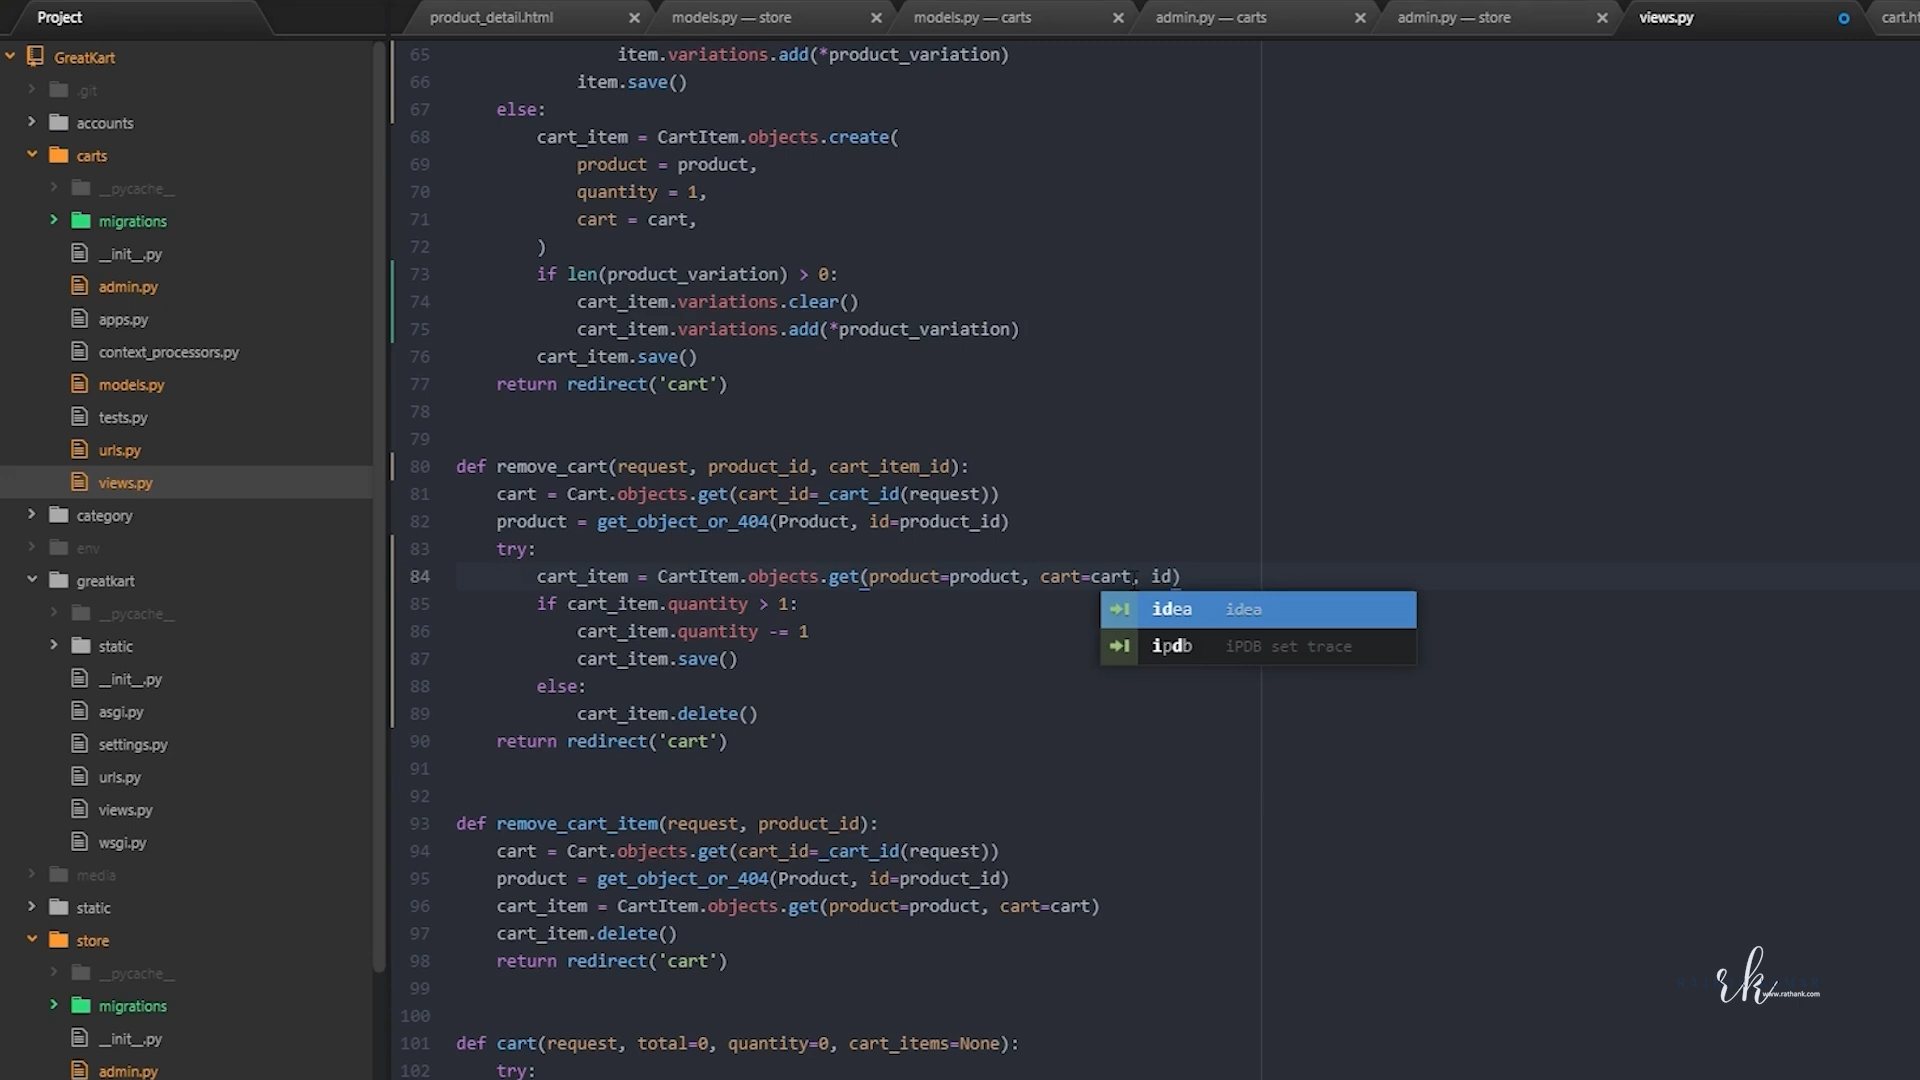 Project
product_detail.html
models.py — store
models.py — carts
admin.py — carts
admin.py — store
views.py
GreatKart
.git
accounts
carts
__pycache__
migrations
__init__.py
admin.py
apps.py
context_processors.py
models.py
tests.py
urls.py
views.py
category
env
greatkart
__pycache__
static
__init__.py
asgi.py
settings.py
urls.py
views.py
wsgi.py
media
static
store
__pycache__
migrations
__init__.py
admin.py
65 item.variations.add(*product_variation)
66 item.save()
67 else:
68 cart_item = CartItem.objects.create(
69 product = product,
70 quantity = 1,
71 cart = cart,
72 )
73 if len(product_variation) > 0:
74 cart_item.variations.clear()
75 cart_item.variations.add(*product_variation)
76 cart_item.save()
77 return redirect('cart')
78
79
80 def remove_cart(request, product_id, cart_item_id):
81 cart = Cart.objects.get(cart_id=_cart_id(request))
82 product = get_object_or_404(Product, id=product_id)
83 try:
84 cart_item = CartItem.objects.get(product=product, cart=cart, id)
85 if cart_item.quantity > 1:
86 cart_item.quantity -= 1
87 cart_item.save()
88 else:
89 cart_item.delete()
90 return redirect('cart')
91
92
93 def remove_cart_item(request, product_id):
94 cart = Cart.objects.get(cart_id=_cart_id(request))
95 product = get_object_or_404(Product, id=product_id)
96 cart_item = CartItem.objects.get(product=product, cart=cart)
97 cart_item.delete()
98 return redirect('cart')
99
100
101 def cart(request, total=0, quantity=0, cart_items=None):
102 try:
idea idea
ipdb iPDB set trace
rk
www.rathank.com